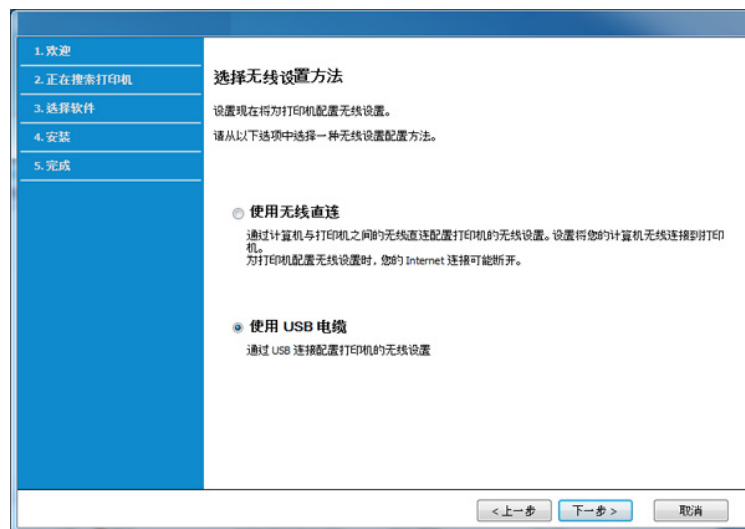 1.欢迎
2.正在搜索打印机
3.选择软件
4.安装
5.完成
选择无线设置方法
设置现在将为打印机配置无线设置。
请从以下选项中选择一种无线设置配置方法。
使用无线直连
通过计算机与打印机之间的无线直连配置打印机的无线设置。设置将您的计算机无线连接到打印
机。
为打印机配置无线设置时，您的 Internet 连接可能断开。
使用 USB 电缆
通过 USB 连接配置打印机的无线设置
<上一步
下一步>
取消